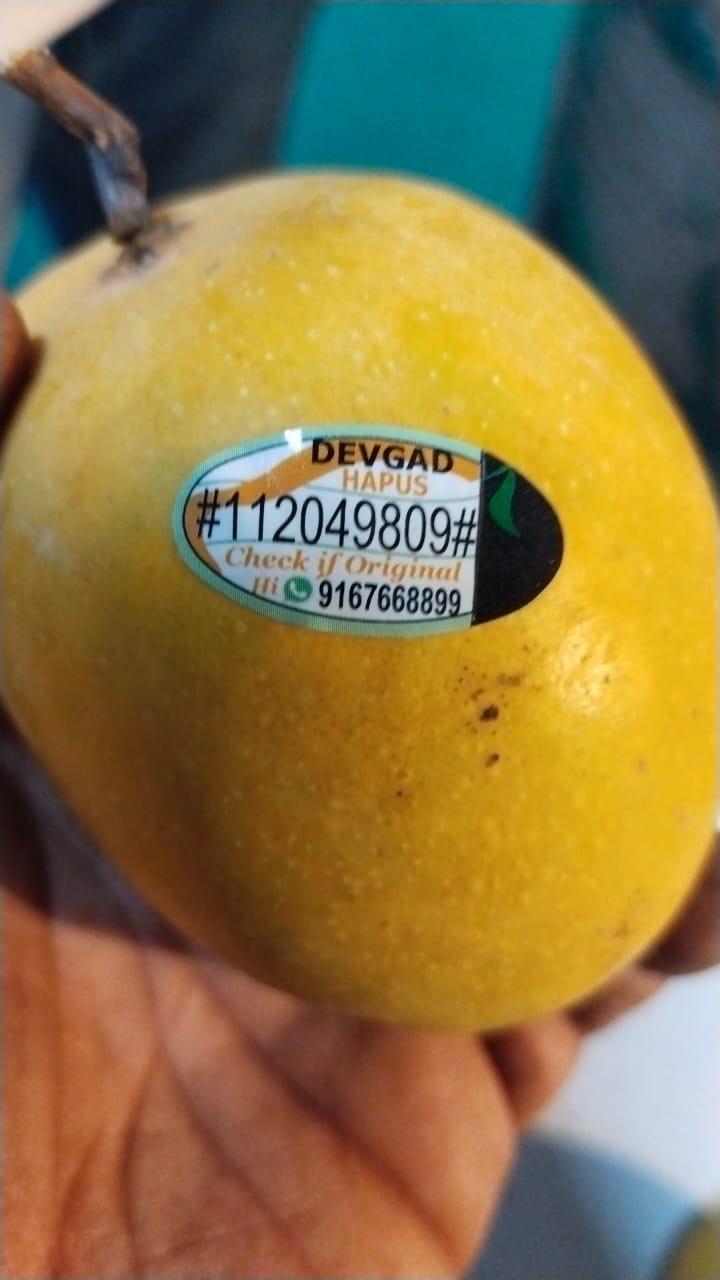 DEVGAD
HAPUS
#112049809#
Check if Original
Hi 9167668899